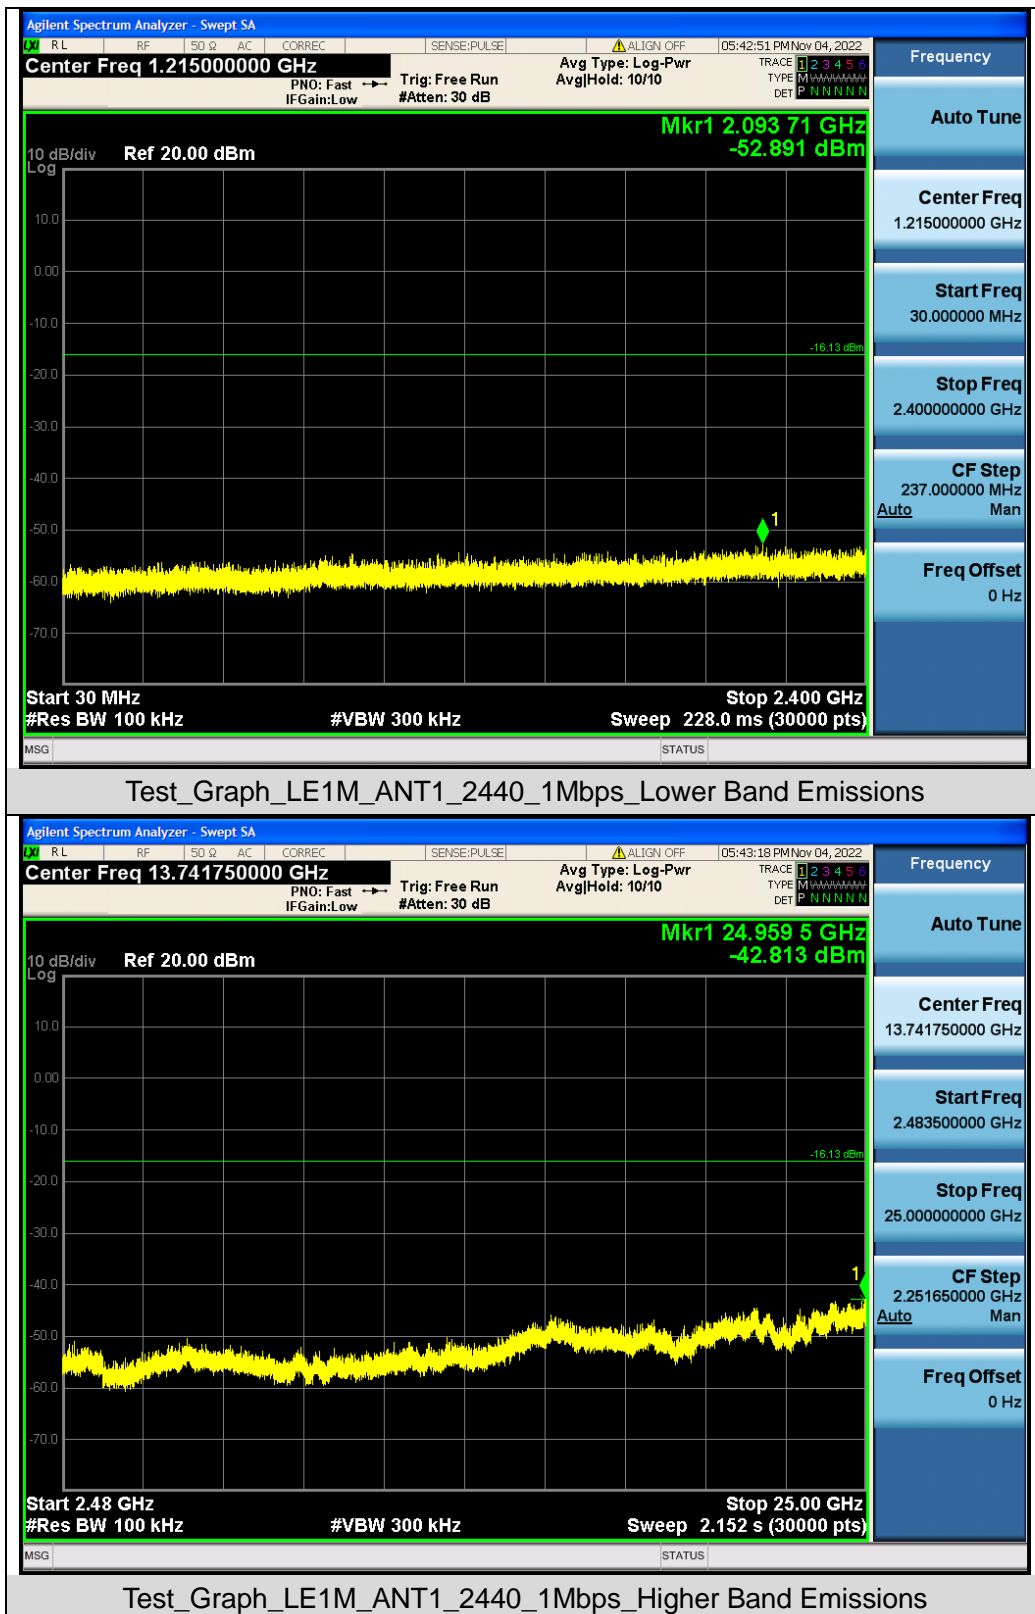 Agilent Spectrum Analyzer - Swept SA
LXI RL RF 50 Ω AC CORREC SENSE:PULSE ALIGN OFF 05:42:51 PM Nov 04, 2022
Center Freq 1.215000000 GHz
PNO: Fast
IFGain:Low
Trig: Free Run
#Atten: 30 dB
Avg Type: Log-Pwr
Avg|Hold: 10/10
TRACE 1 2 3 4 5 6
TYPE M WWWWW
DET P N N N N N
Mkr1 2.093 71 GHz
-52.891 dBm
10 dB/div Ref 20.00 dBm
Log
10.0
0.00
-10.0
-16.13 dBm
-20.0
-30.0
-40.0
-50.0
1
-60.0
-70.0
Start 30 MHz Stop 2.400 GHz
#Res BW 100 kHz #VBW 300 kHz Sweep 228.0 ms (30000 pts)
MSG STATUS
Frequency
Auto Tune
Center Freq
1.215000000 GHz
Start Freq
30.000000 MHz
Stop Freq
2.400000000 GHz
CF Step
237.000000 MHz
Auto Man
Freq Offset
0 Hz
Test_Graph_LE1M_ANT1_2440_1Mbps_Lower Band Emissions
Agilent Spectrum Analyzer - Swept SA
LXI RL RF 50 Ω AC CORREC SENSE:PULSE ALIGN OFF 05:43:18 PM Nov 04, 2022
Center Freq 13.741750000 GHz
PNO: Fast
IFGain:Low
Trig: Free Run
#Atten: 30 dB
Avg Type: Log-Pwr
Avg|Hold: 10/10
TRACE 1 2 3 4 5 6
TYPE M WWWWW
DET P N N N N N
Mkr1 24.959 5 GHz
-42.813 dBm
10 dB/div Ref 20.00 dBm
Log
10.0
0.00
-10.0
-16.13 dBm
-20.0
-30.0
-40.0
1
-50.0
-60.0
-70.0
Start 2.48 GHz Stop 25.00 GHz
#Res BW 100 kHz #VBW 300 kHz Sweep 2.152 s (30000 pts)
MSG STATUS
Frequency
Auto Tune
Center Freq
13.741750000 GHz
Start Freq
2.483500000 GHz
Stop Freq
25.000000000 GHz
CF Step
2.251650000 GHz
Auto Man
Freq Offset
0 Hz
Test_Graph_LE1M_ANT1_2440_1Mbps_Higher Band Emissions